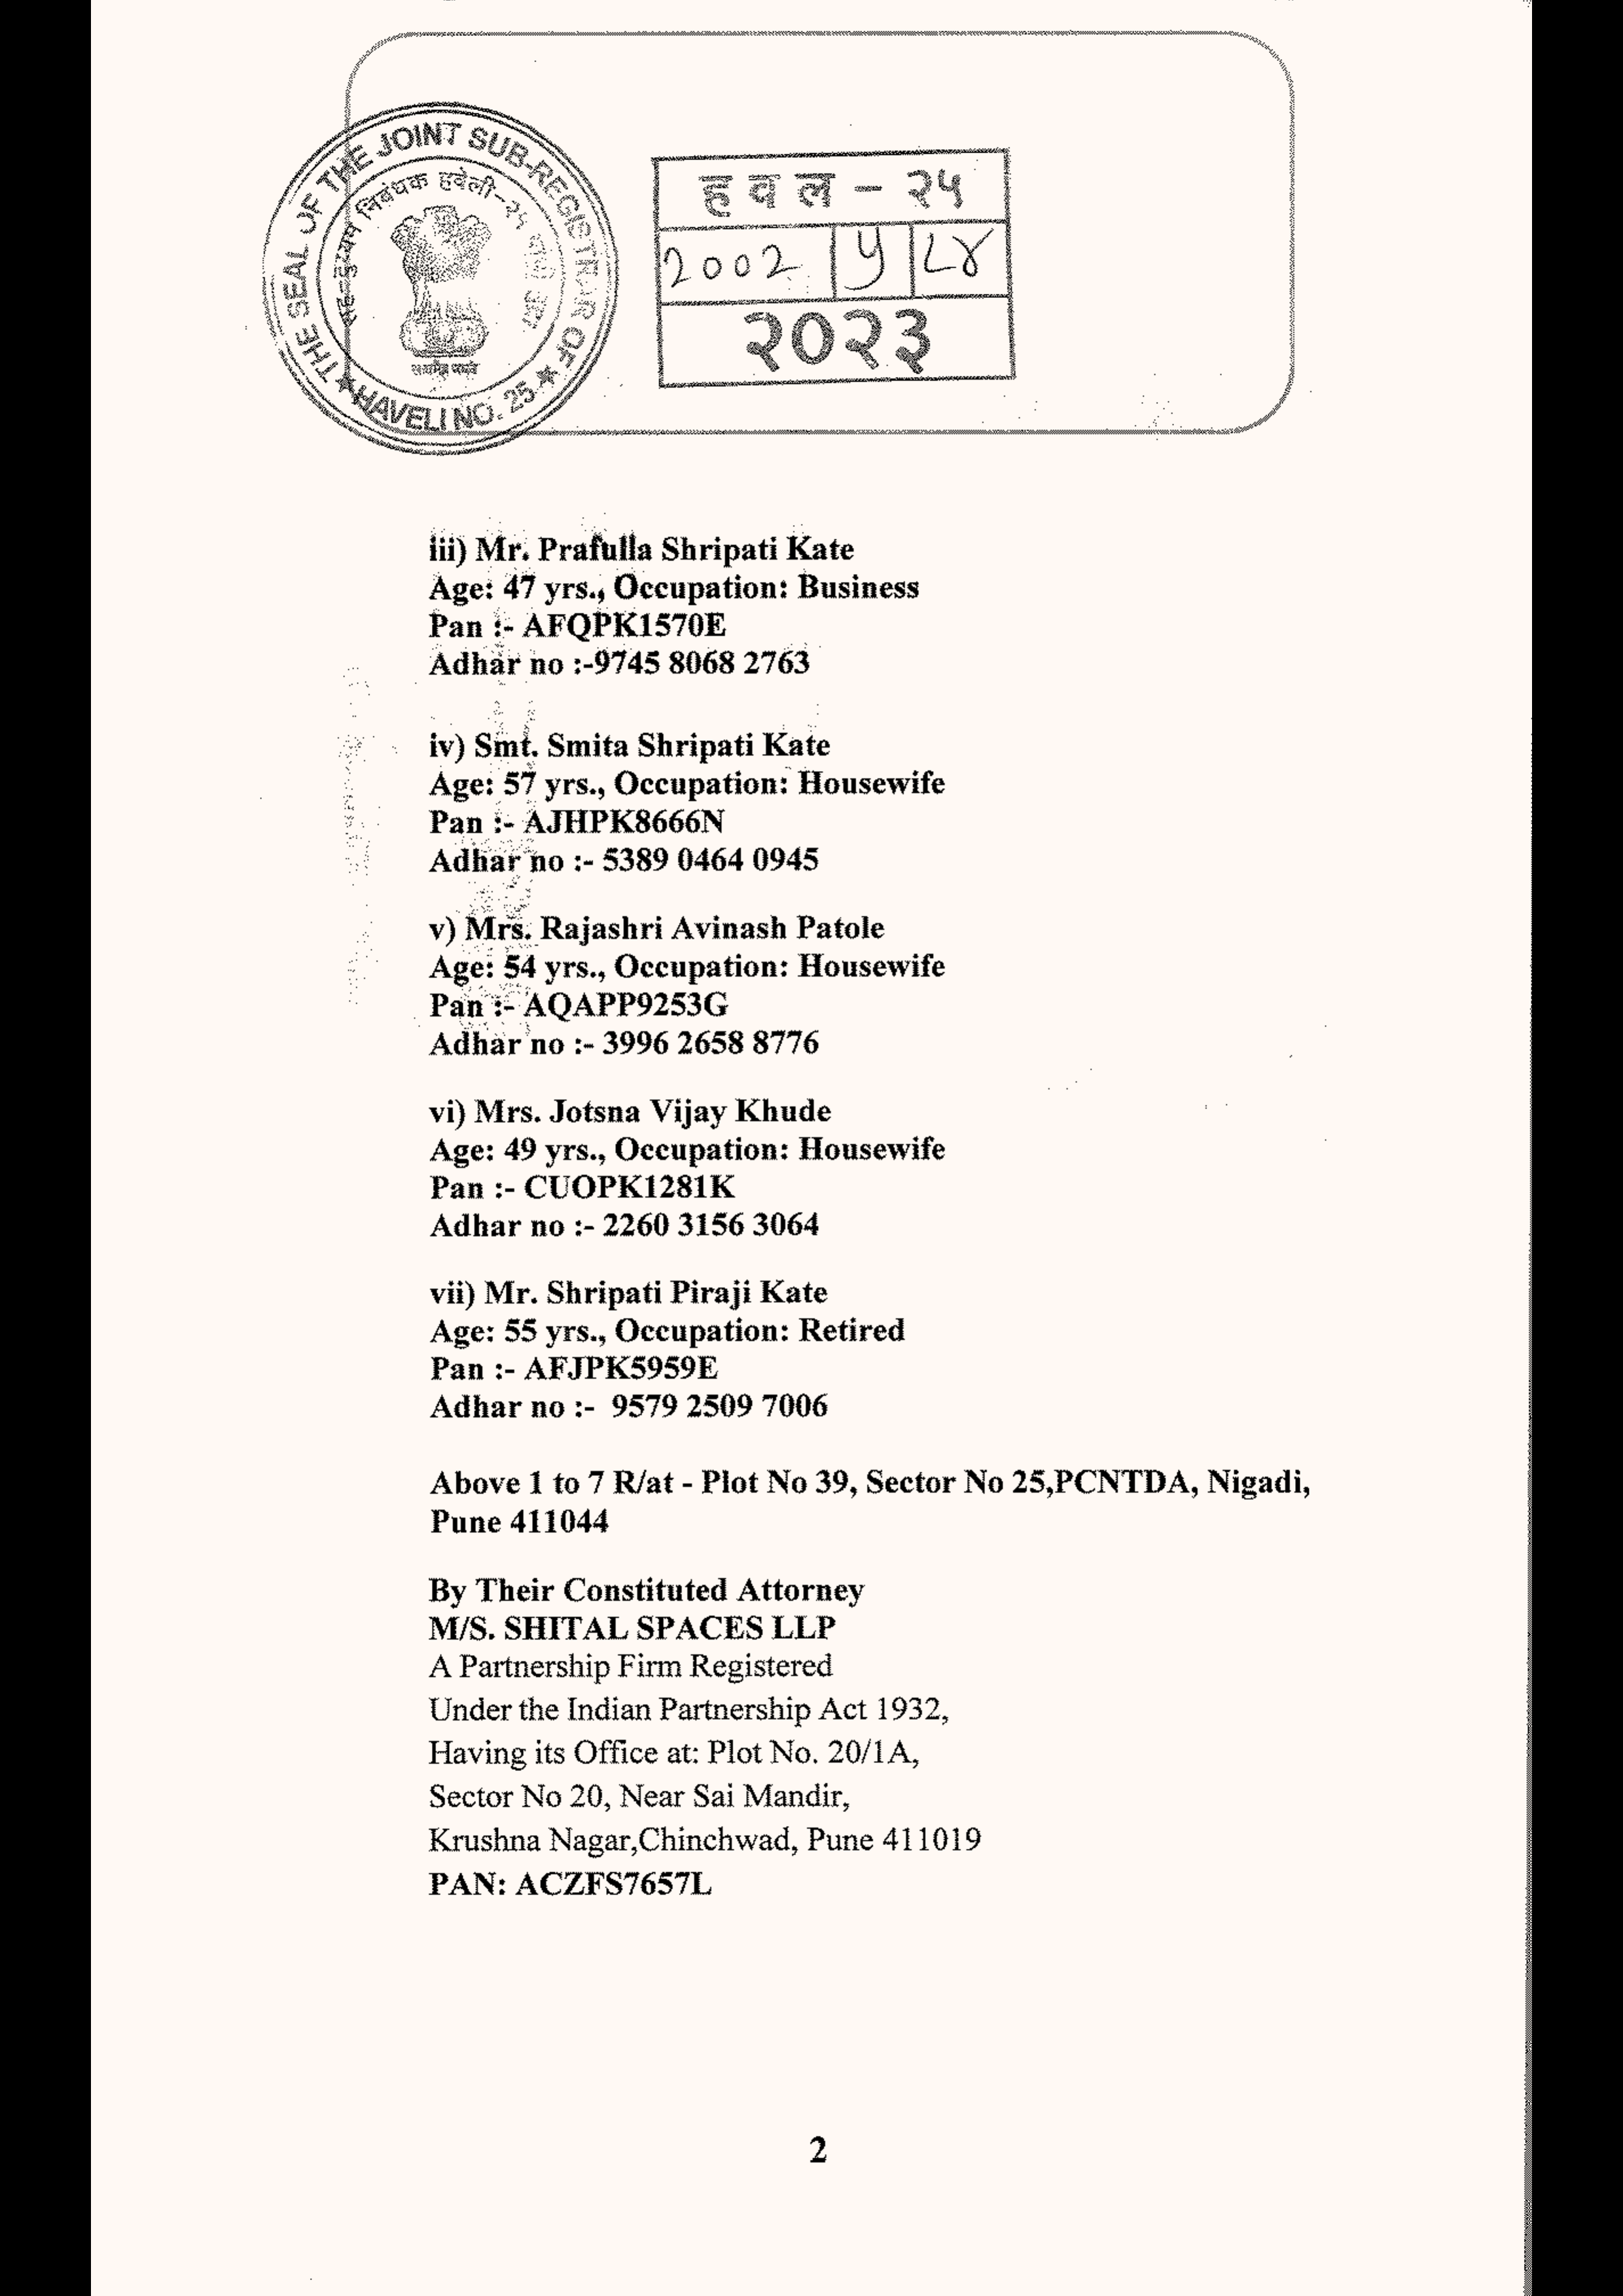 THE SEAL OF THE JOINT SUB-REGISTRAR OF
सह-दुय्यम निबंधक हवेली-२५
सत्यमेव जयते
★ HAVELI NO. 25 ★
हवल - २५
2002 | ५ | ८४
२०२३
iii) Mr. Prafulla Shripati Kate
Age: 47 yrs., Occupation: Business
Pan :- AFQPK1570E
Adhar no :-9745 8068 2763
iv) Smt. Smita Shripati Kate
Age: 57 yrs., Occupation: Housewife
Pan :- AJHPK8666N
Adhar no :- 5389 0464 0945
v) Mrs. Rajashri Avinash Patole
Age: 54 yrs., Occupation: Housewife
Pan :- AQAPP9253G
Adhar no :- 3996 2658 8776
vi) Mrs. Jotsna Vijay Khude
Age: 49 yrs., Occupation: Housewife
Pan :- CUOPK1281K
Adhar no :- 2260 3156 3064
vii) Mr. Shripati Piraji Kate
Age: 55 yrs., Occupation: Retired
Pan :- AFJPK5959E
Adhar no :- 9579 2509 7006
Above 1 to 7 R/at - Plot No 39, Sector No 25,PCNTDA, Nigadi,
Pune 411044
By Their Constituted Attorney
M/S. SHITAL SPACES LLP
A Partnership Firm Registered
Under the Indian Partnership Act 1932,
Having its Office at: Plot No. 20/1A,
Sector No 20, Near Sai Mandir,
Krushna Nagar,Chinchwad, Pune 411019
PAN: ACZFS7657L
2